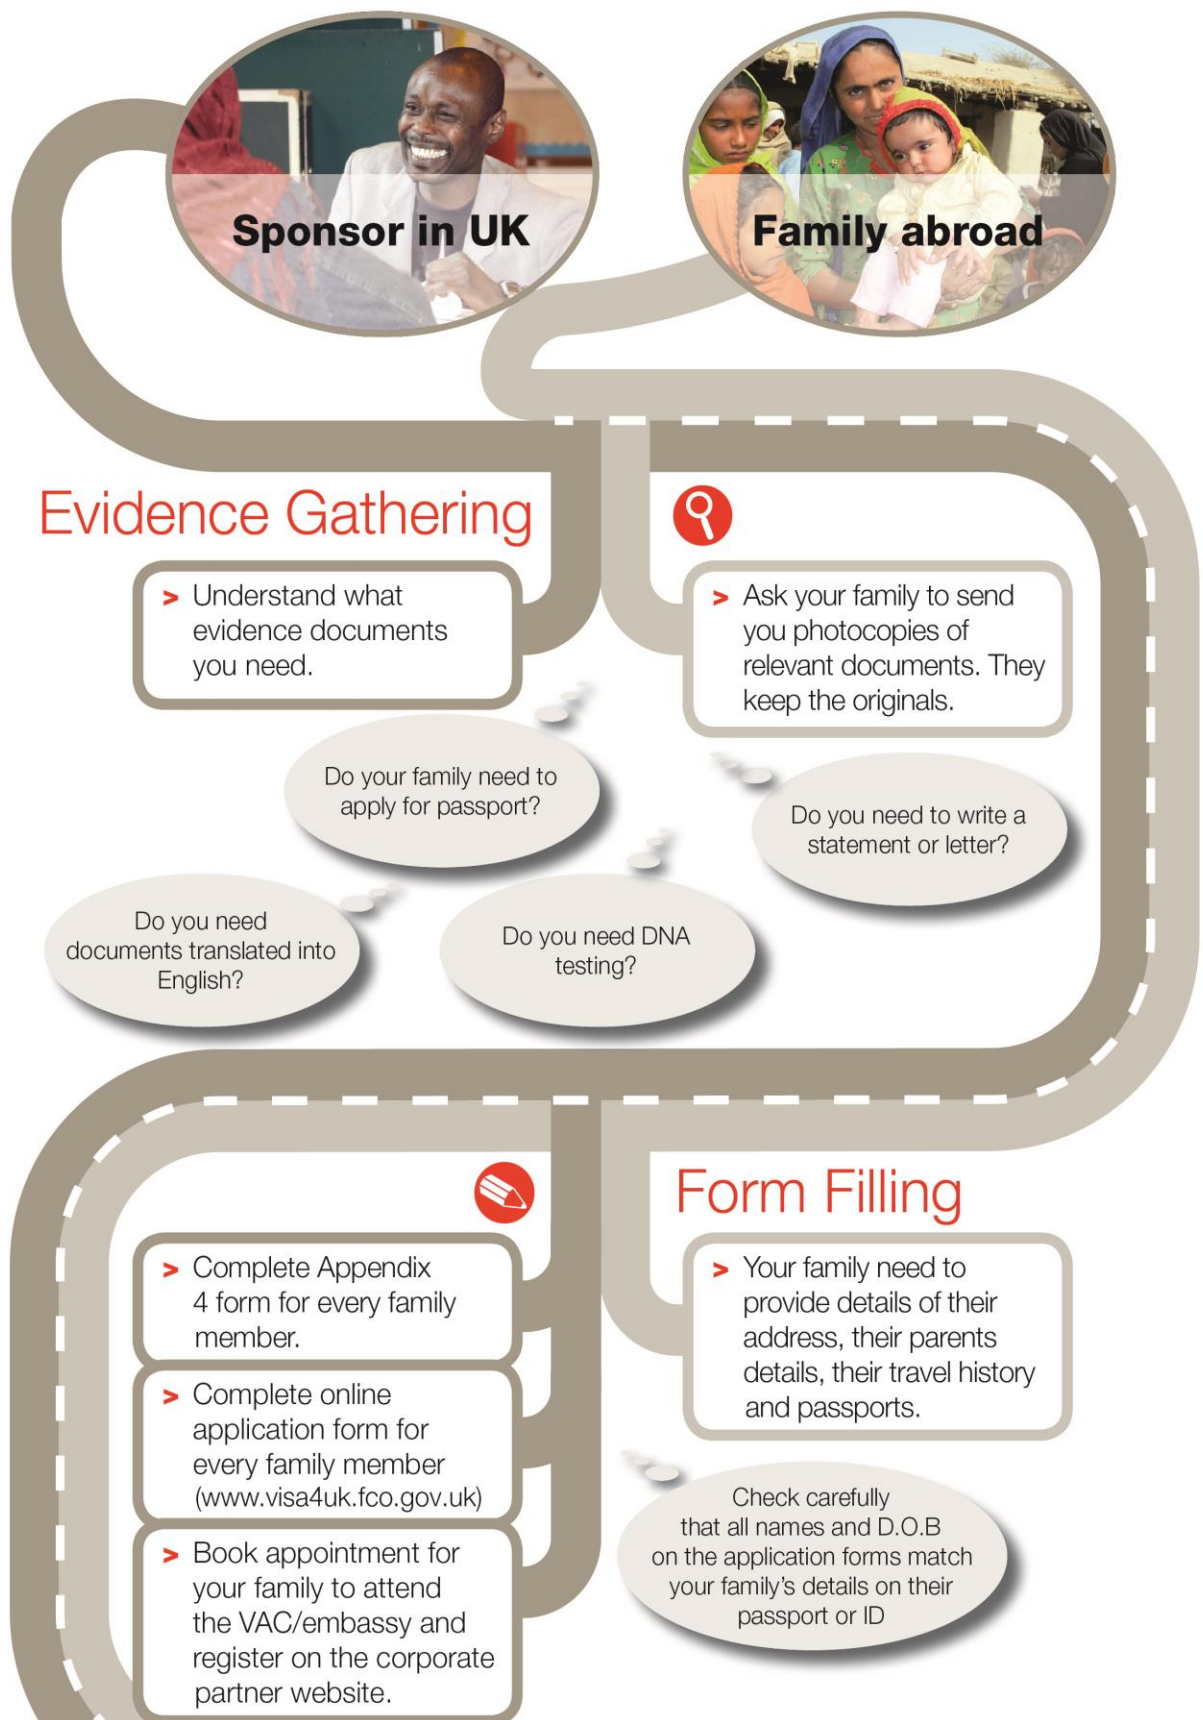 Sponsor in UK
Family abroad
Evidence Gathering
> Understand what
evidence documents
you need.
> Ask your family to send
you photocopies of
relevant documents. They
keep the originals.
Do your family need to
apply for passport?
Do you need to write a
statement or letter?
Do you need
documents translated into
English?
Do you need DNA
testing?
Form Filling
> Complete Appendix
4 form for every family
member.
> Complete online
application form for
every family member
(www.visa4uk.fco.gov.uk)
> Book appointment for
your family to attend
the VAC/embassy and
register on the corporate
partner website.
> Your family need to
provide details of their
address, their parents
details, their travel history
and passports.
Check carefully
that all names and D.O.B
on the application forms match
your family’s details on their
passport or ID